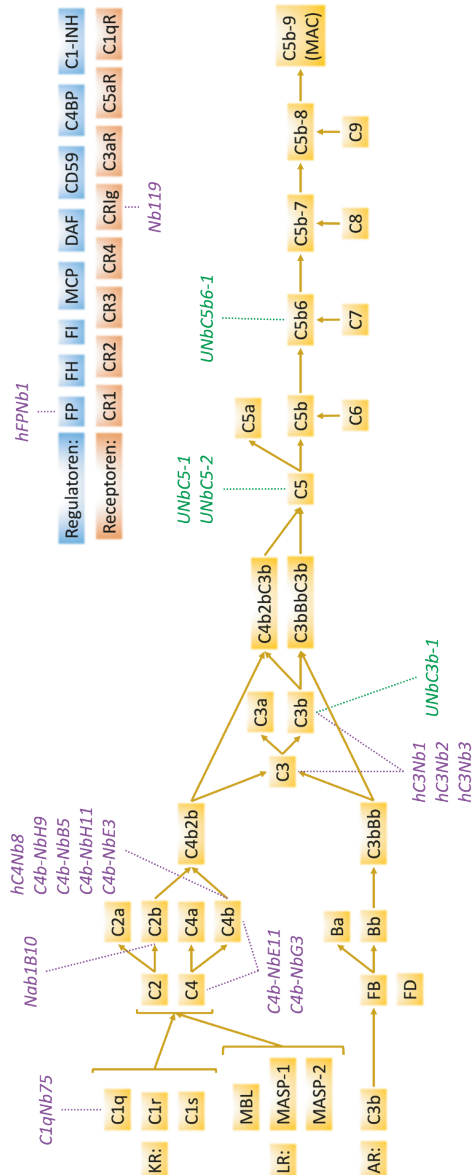 Regulatoren: FP FH FI MCP DAF CD59 C4BP C1-INH
Receptoren: CR1 CR2 CR3 CR4 CRIg C3aR C5aR C1qR
hFPNb1
Nb119
C1qNb75
Nab1B10
hC4Nb8
C4b-NbH9
C4b-NbB5
C4b-NbH11
C4b-NbE3
KR:
C1q
C1r
C1s
C2
C4
C2a
C2b
C4a
C4b
C4b2b
C4b-NbE11
C4b-NbG3
LR:
MBL
MASP-1
MASP-2
AR:
C3b
FB
FD
Ba
Bb
C3bBb
C3
C3a
C3b
hC3Nb1
hC3Nb2
hC3Nb3
UNbC3b-1
C4b2bC3b
C3bBbC3b
UNbC5-1
UNbC5-2
C5
C5a
C5b
C6
UNbC5b6-1
C5b6
C7
C5b-7
C8
C5b-8
C9
C5b-9
(MAC)